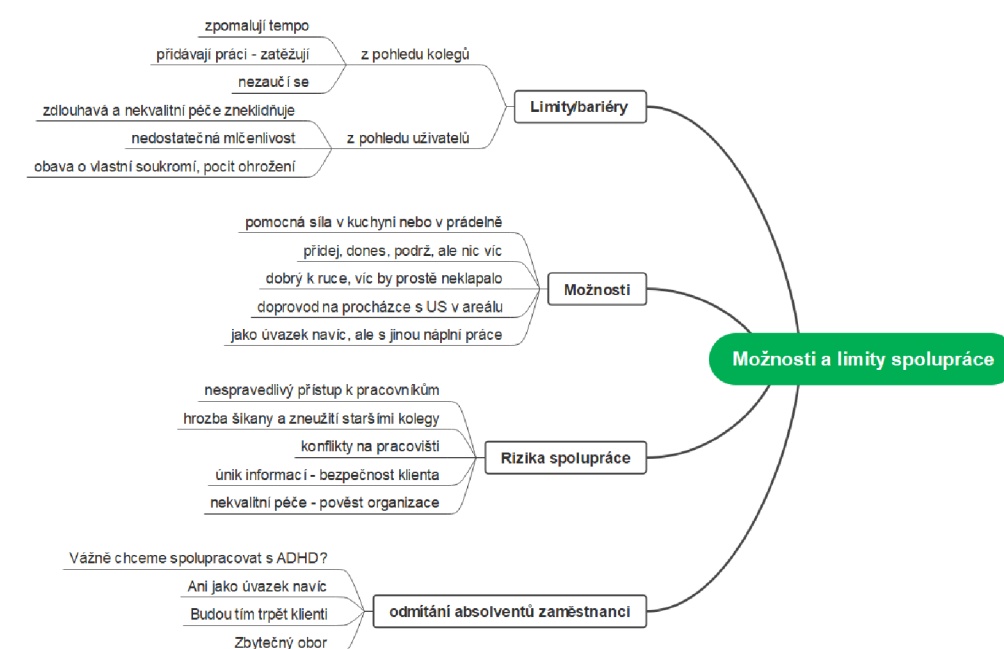 zpomalují tempo
přidávají práci - zatěžují
nezaučí se
z pohledu kolegů
zdlouhavá a nekvalitní péče zneklidňuje
nedostatečná mlčenlivost
obava o vlastní soukromí, pocit ohrožení
z pohledu uživatelů
Limity/bariéry
pomocná síla v kuchyni nebo v prádelně
přidej, dones, podrž, ale nic víc
dobrý k ruce, víc by prostě neklapalo
doprovod na procházce s US v areálu
jako úvazek navíc, ale s jinou náplní práce
Možnosti
Možnosti a limity spolupráce
nespravedlivý přístup k pracovníkům
hrozba šikany a zneužití staršími kolegy
konflikty na pracovišti
únik informací - bezpečnost klienta
nekvalitní péče - pověst organizace
Rizika spolupráce
Vážně chceme spolupracovat s ADHD?
Ani jako úvazek navíc
Budou tím trpět klienti
Zbytečný obor
odmítání absolventů zaměstnanci